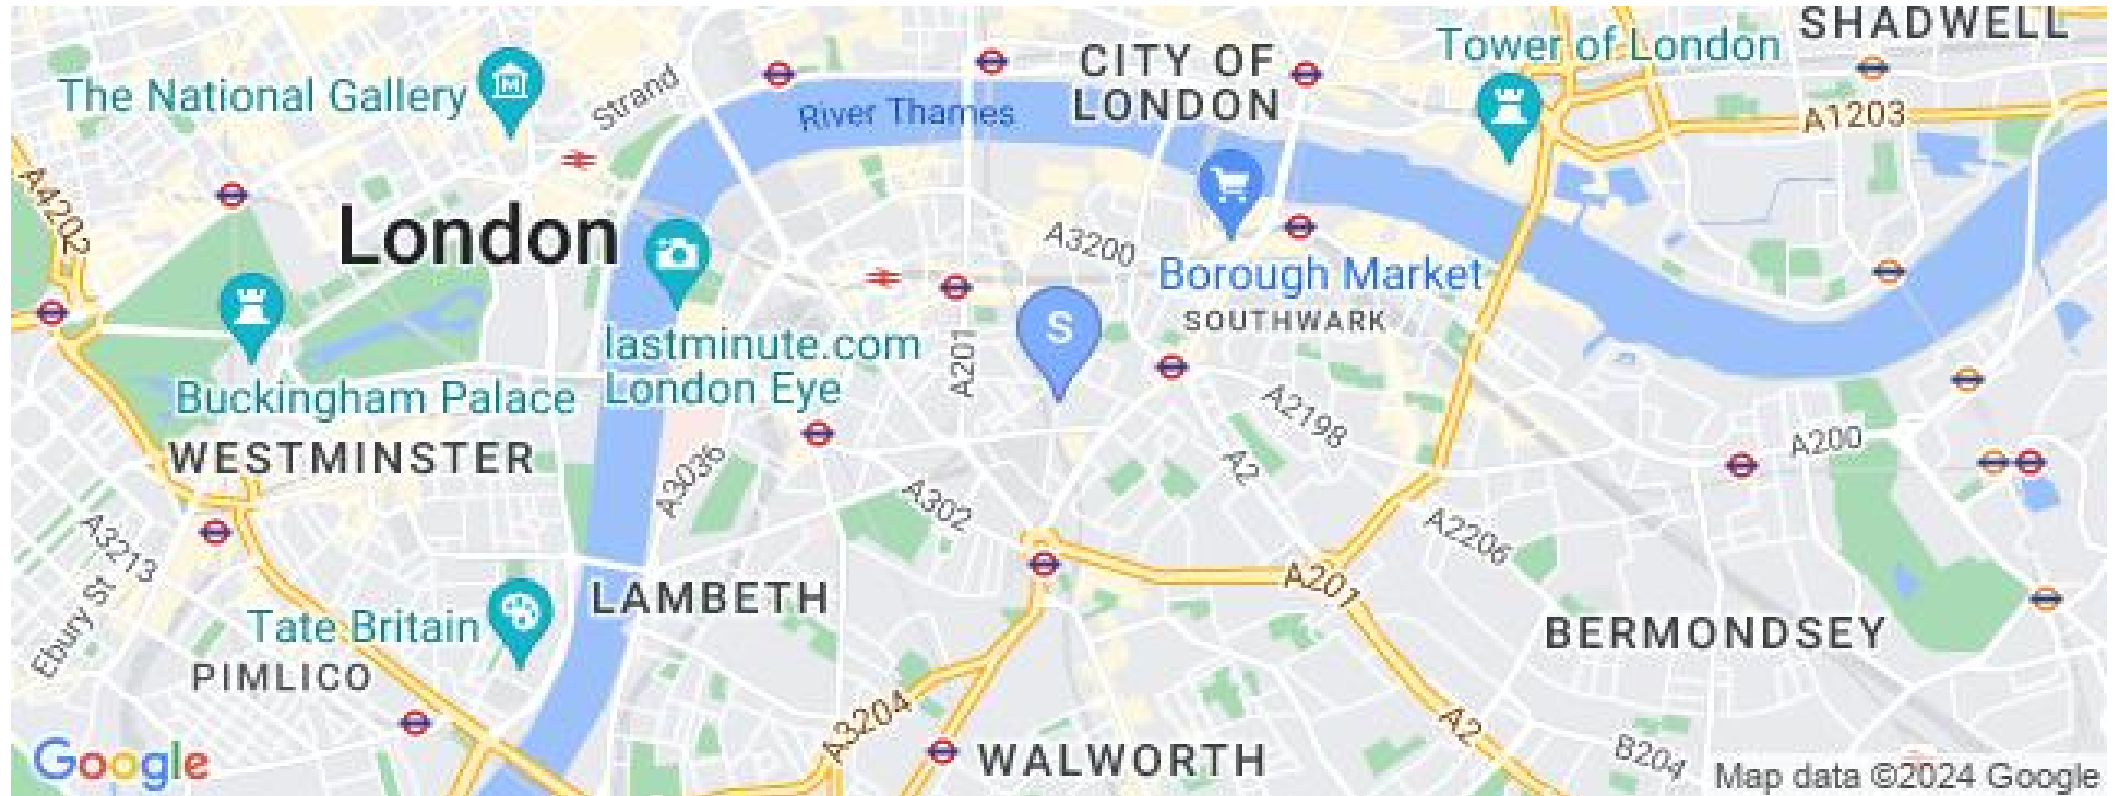 SHADWELL
Tower of London
CITY OF
LONDON
The National Gallery
Strand
River Thames
A1203
A4202
London
A3200
Borough Market
SOUTHWARK
S
lastminute.com
London Eye
A201
Buckingham Palace
WESTMINSTER
A3036
A2198
A2
A200
A302
A3213
A2206
Ebury St
A201
LAMBETH
Tate Britain
BERMONDSEY
PIMLICO
A3204
A2
B204
WALWORTH
Google
Map data ©2024 Google